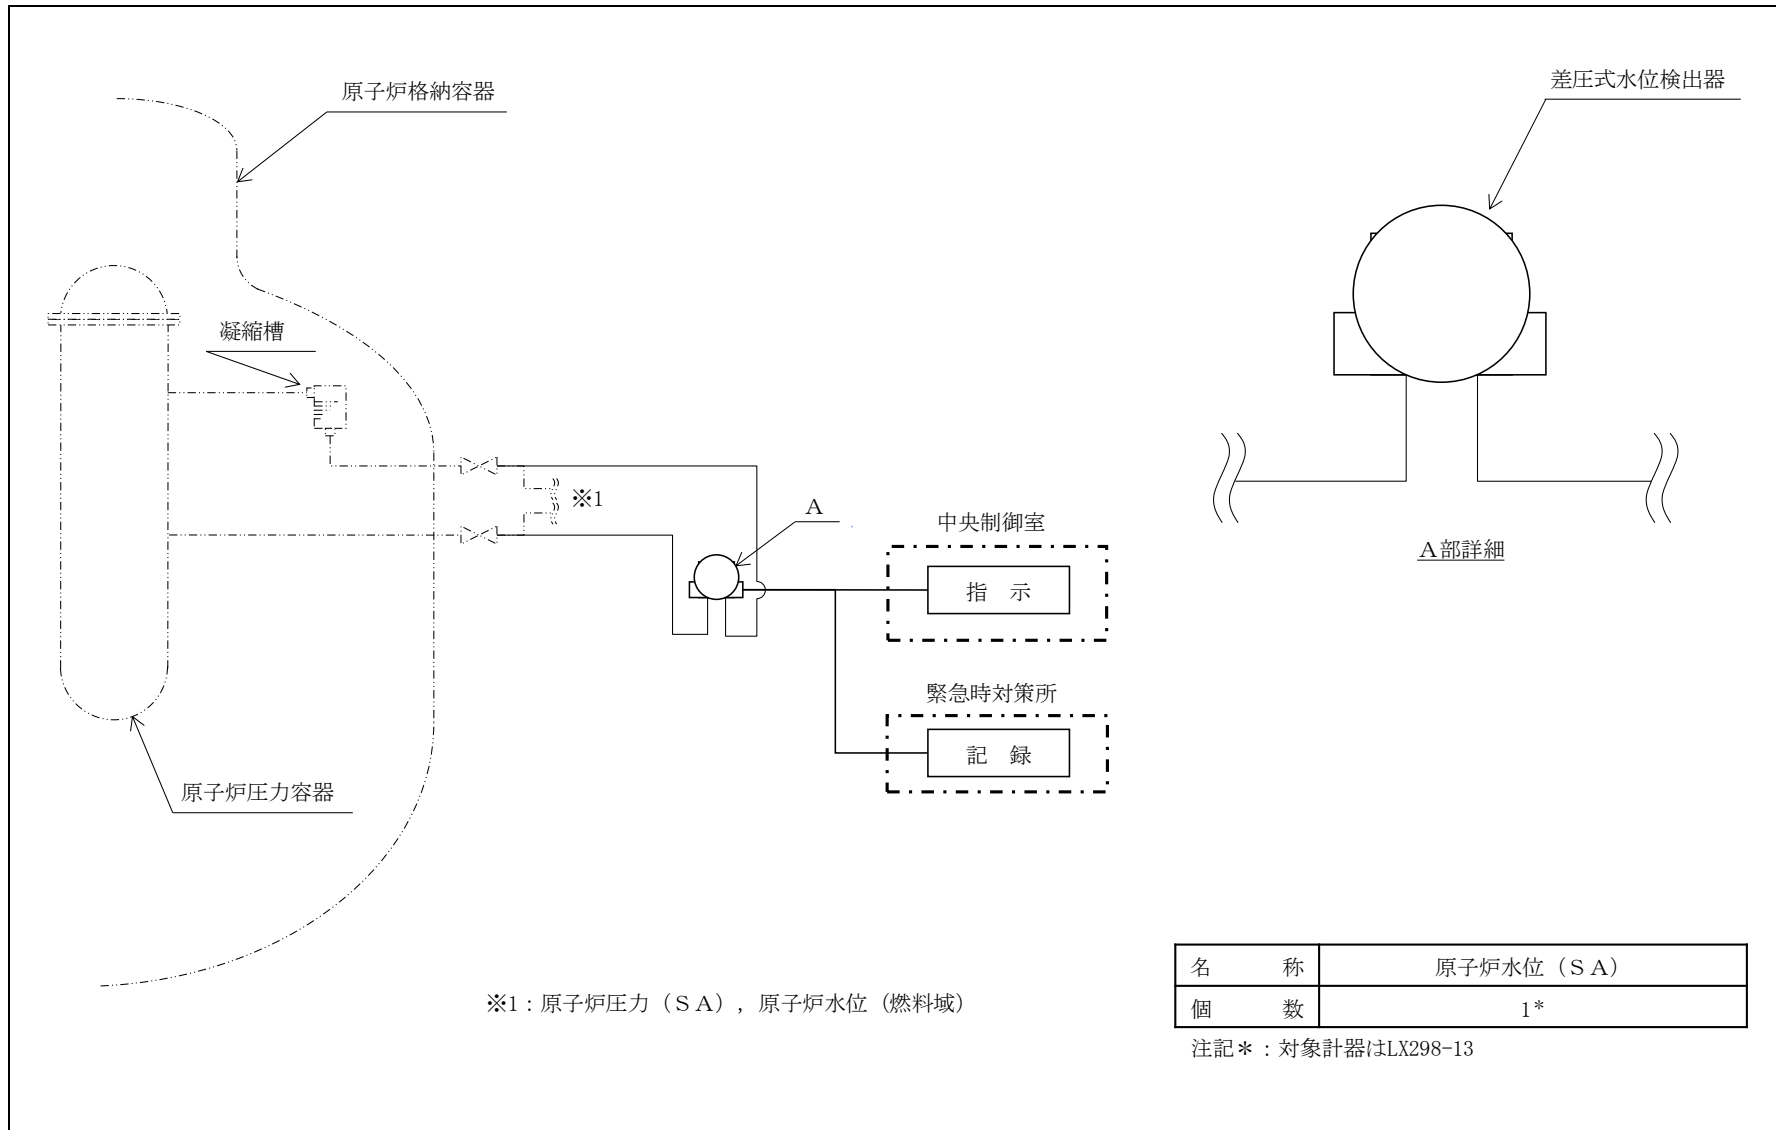 原子炉格納容器
差圧式水位検出器
凝縮槽
※1
A
中央制御室
指　示
A部詳細
緊急時対策所
記　録
原子炉圧力容器
名　　称　原子炉水位（ＳＡ）
個　　数　1*
※1：原子炉圧力（ＳＡ），原子炉水位（燃料域）
注記＊：対象計器はLX298-13